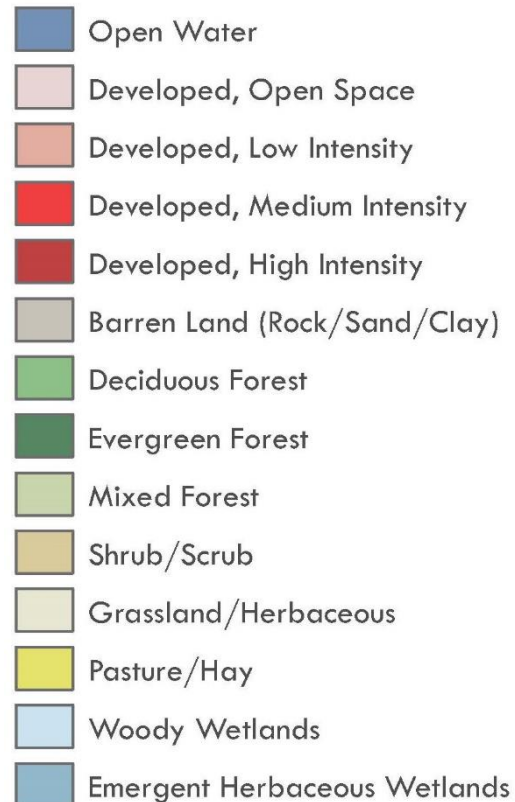 Open Water
Developed, Open Space
Developed, Low Intensity
Developed, Medium Intensity
Developed, High Intensity
Barren Land (Rock/Sand/Clay)
Deciduous Forest
Evergreen Forest
Mixed Forest
Shrub/Scrub
Grassland/Herbaceous
Pasture/Hay
Woody Wetlands
Emergent Herbaceous Wetlands